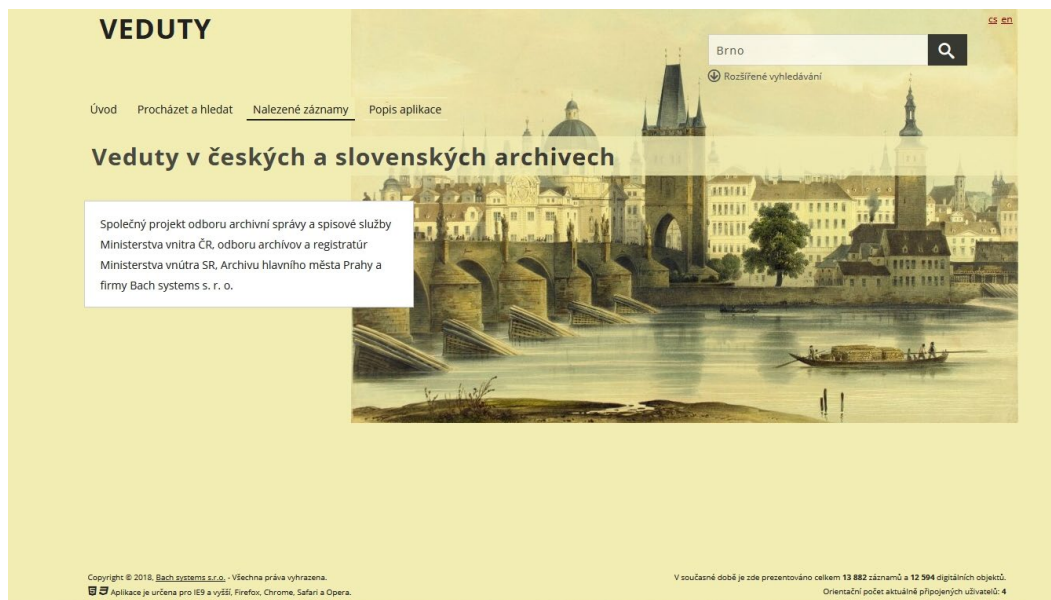 VEDUTY
cs en
Brno
Rozšířené vyhledávání
Úvod Procházet a hledat Nalezené záznamy Popis aplikace
Veduty v českých a slovenských archivech
Společný projekt odboru archivní správy a spisové služby
Ministerstva vnitra ČR, odboru archívov a registratúr
Ministerstva vnútra SR, Archivu hlavního města Prahy a
firmy Bach systems s. r. o.
Copyright © 2018, Bach systems s.r.o. - Všechna práva vyhrazena.
Aplikace je určena pro IE9 a vyšší, Firefox, Chrome, Safari a Opera.
V současné době je zde prezentováno celkem 13 882 záznamů a 12 594 digitálních objektů.
Orientační počet aktuálně připojených uživatelů: 4